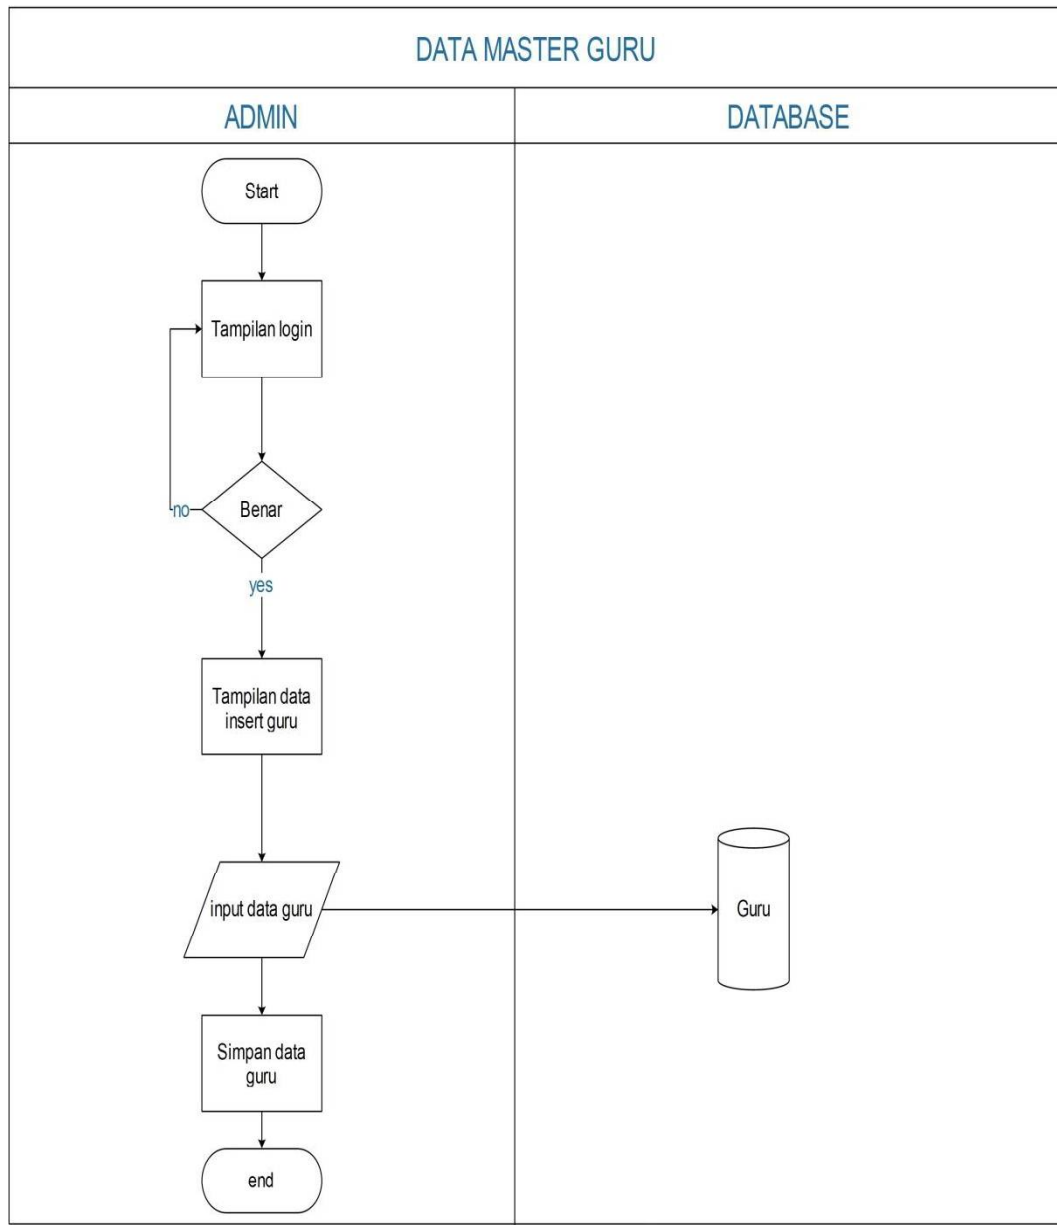 DATA MASTER GURU
ADMIN
DATABASE
Start
Tampilan login
Benar
no
yes
Tampilan data
insert guru
input data guru
Guru
Simpan data
guru
end